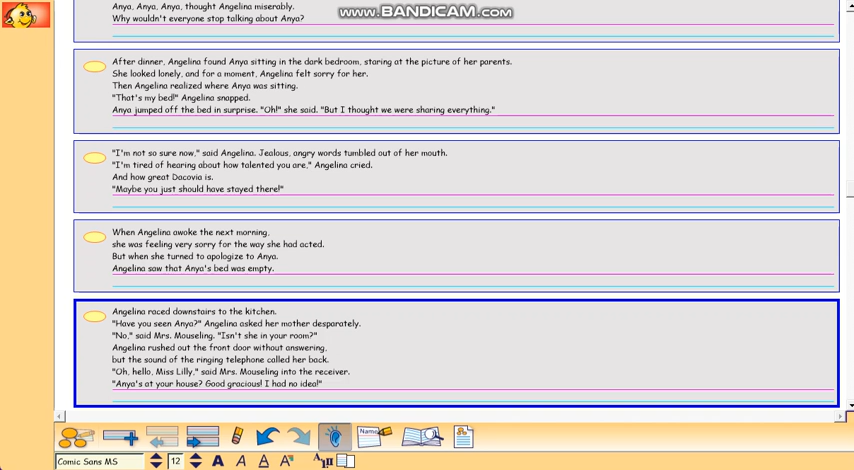 Anya, Anya, Anya, thought Angelina miserably.
www.BANDICAM.com
Why wouldn't everyone stop talking about Anya?
After dinner, Angelina found Anya sitting in the dark bedroom, staring at the picture of her parents.
She looked lonely, and for a moment, Angelina felt sorry for her.
Then Angelina realized where Anya was sitting.
"That's my bed!" Angelina snapped.
Anya jumped off the bed in surprise. "Oh!" she said. "But I thought we were sharing everything."
"I'm not so sure now," said Angelina. Jealous, angry words tumbled out of her mouth.
"I'm tired of hearing about how talented you are," Angelina cried.
And how great Dacovia is.
"Maybe you just should have stayed there!"
When Angelina awoke the next morning,
she was feeling very sorry for the way she had acted.
But when she turned to apologize to Anya.
Angelina saw that Anya's bed was empty.
Angelina raced downstairs to the kitchen.
"Have you seen Anya?" Angelina asked her mother desparately.
"No," said Mrs. Mouseling. "Isn't she in your room?"
Angelina rushed out the front door without answering,
but the sound of the ringing telephone called her back.
"Oh, hello, Miss Lilly," said Mrs. Mouseling into the receiver.
"Anya's at your house? Good gracious! I had no idea!"
Name
Comic Sans MS
12
A A A A